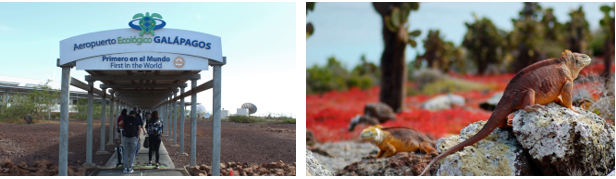 Aeropuerto Ecológico GALÁPAGOS
Primero en el Mundo
First in the World